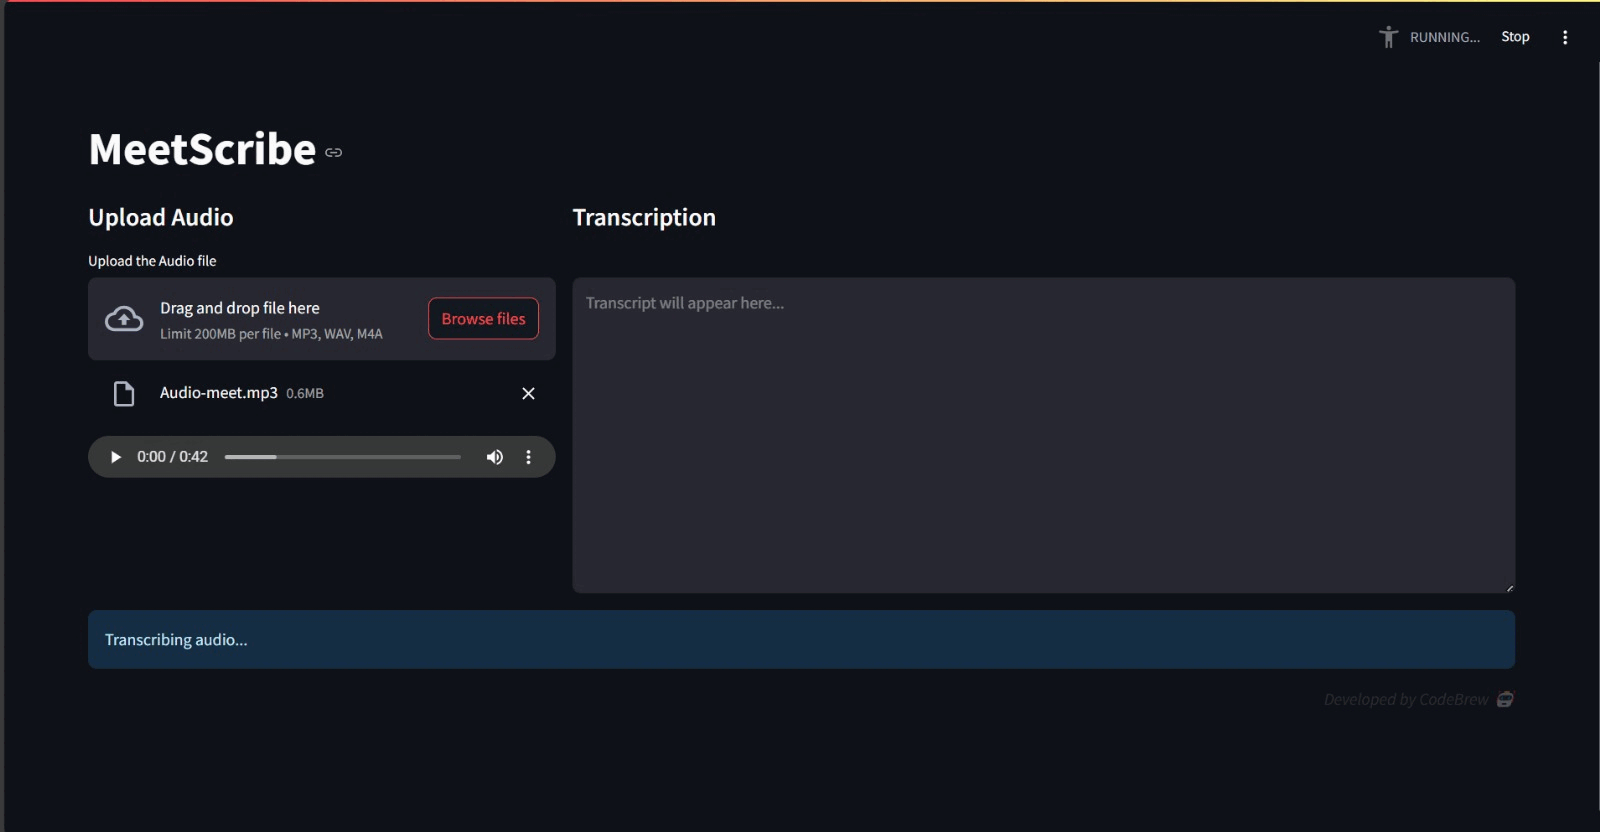 RUNNING...
Stop
MeetScribe
Upload Audio
Upload the Audio file
Drag and drop file here
Limit 200MB per file • MP3, WAV, M4A
Browse files
Audio-meet.mp3 0.6MB
0:00 / 0:42
Transcription
Transcript will appear here...
Transcribing audio...
Developed by CodeBrew